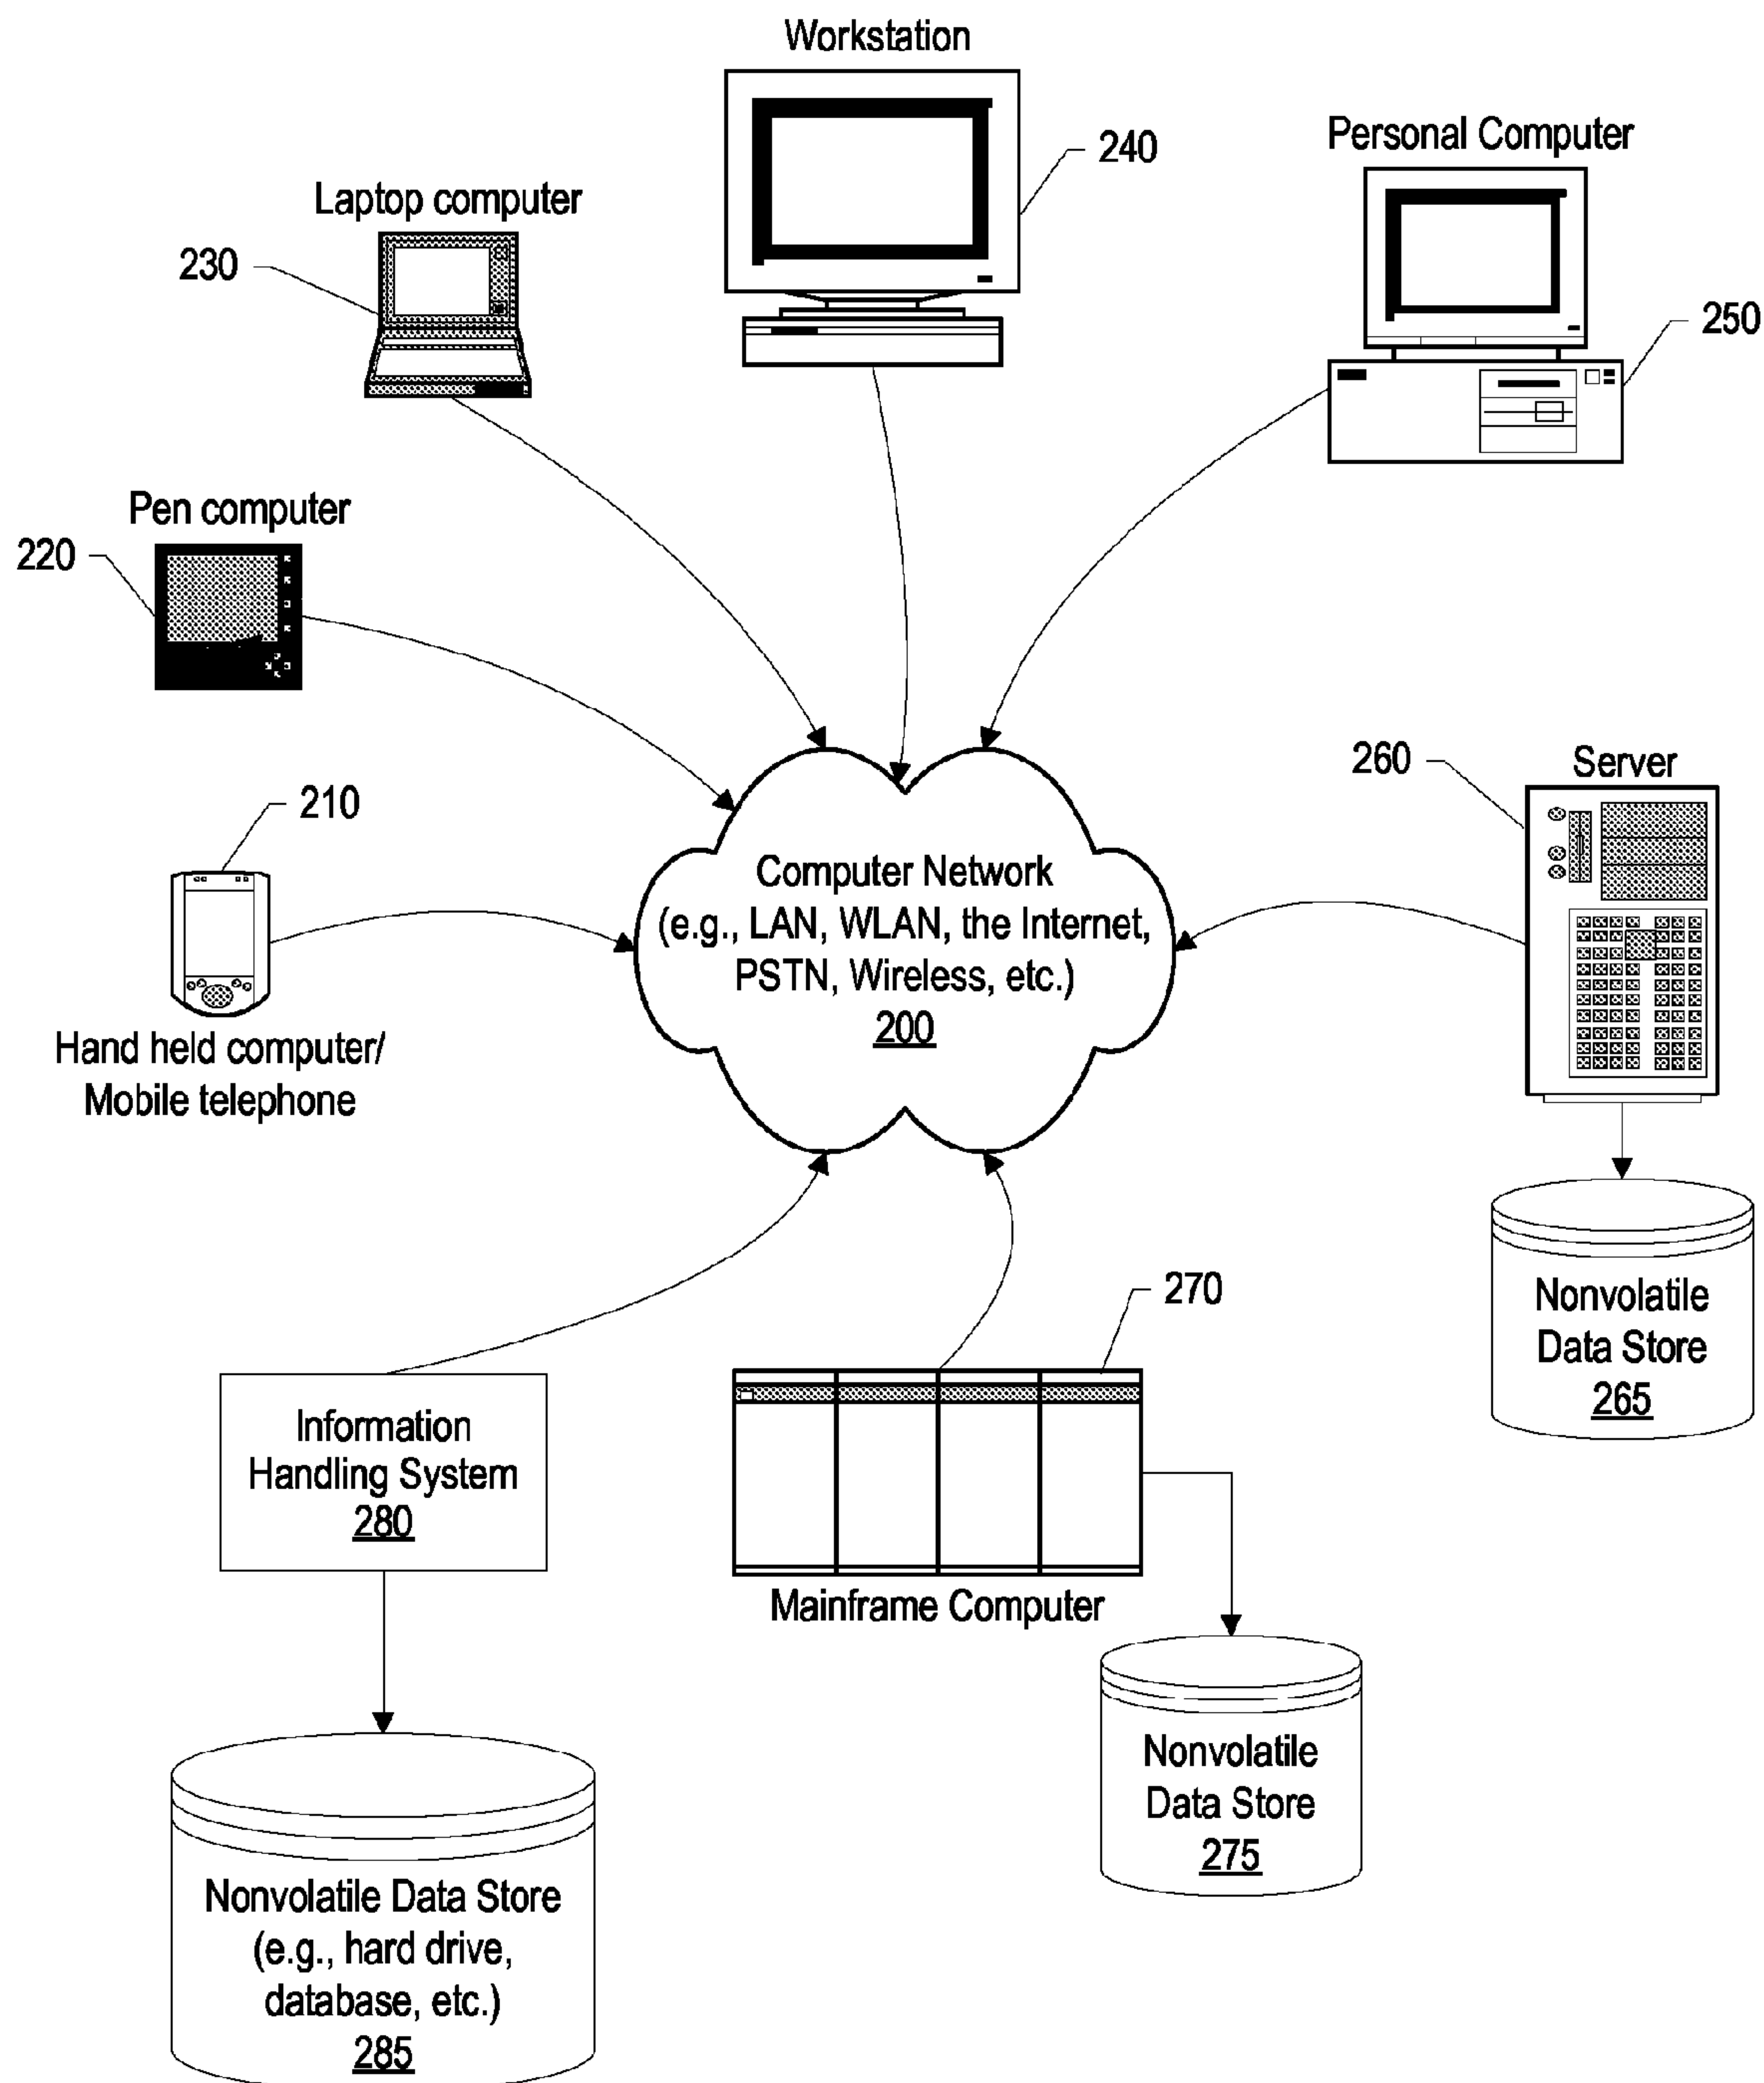 Workstation
240
Personal Computer
250
Laptop computer
230
Pen computer
220
210
Hand held computer/
Mobile telephone
Computer Network
(e.g., LAN, WLAN, the Internet,
PSTN, Wireless, etc.)
200
260
Server
Nonvolatile
Data Store
265
270
Mainframe Computer
Nonvolatile
Data Store
275
Information
Handling System
280
Nonvolatile Data Store
(e.g., hard drive,
database, etc.)
285